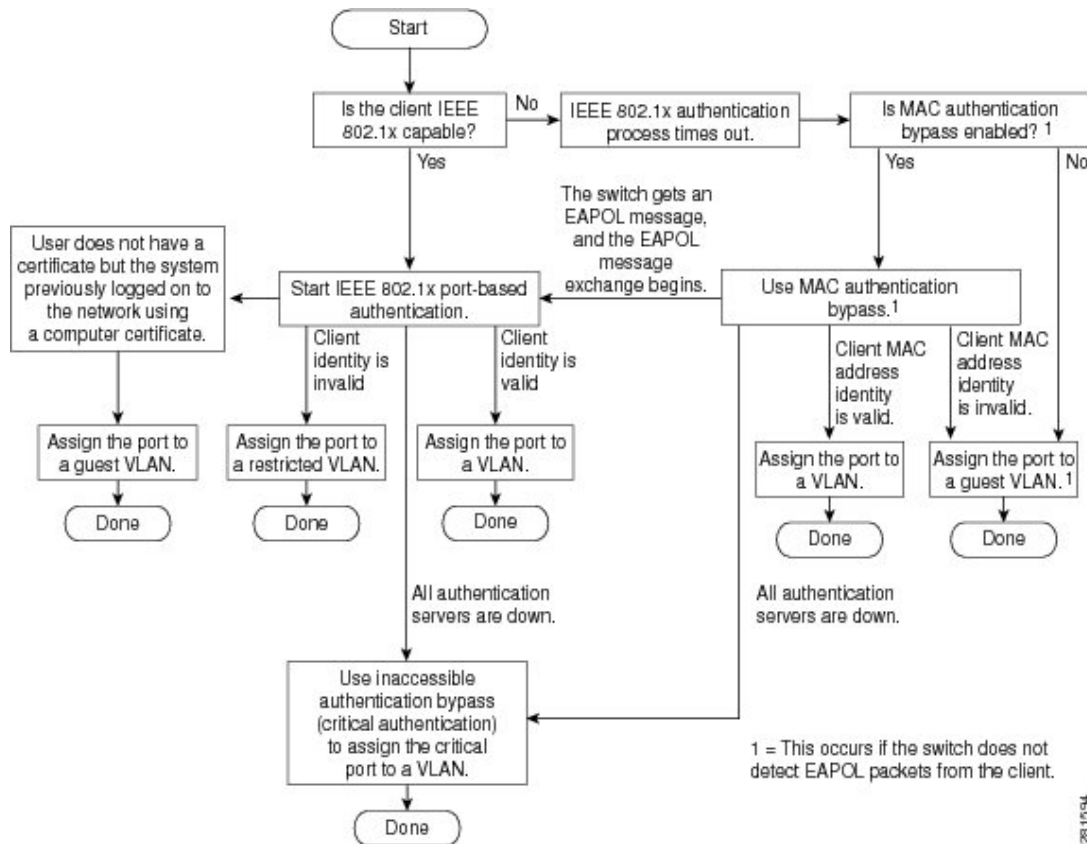 Start
Is the client IEEE
802.1x capable?
No
IEEE 802.1x authentication
process times out.
Is MAC authentication
bypass enabled? 1
Yes
Yes
No
The switch gets an
EAPOL message,
and the EAPOL
message
exchange begins.
User does not have a
certificate but the system
previously logged on to
the network using
a computer certificate.
Start IEEE 802.1x port-based
authentication.
Use MAC authentication
bypass.1
Client
identity is
invalid
Client
identity is
valid
Client MAC
address
identity
is valid.
Client MAC
address
identity
is invalid.
Assign the port to
a guest VLAN.
Assign the port to
a restricted VLAN.
Assign the port to
a VLAN.
Assign the port to
a VLAN.
Assign the port to
a guest VLAN.1
Done
Done
Done
Done
Done
All authentication
servers are down.
All authentication
servers are down.
Use inaccessible
authentication bypass
(critical authentication)
to assign the critical
port to a VLAN.
1 = This occurs if the switch does not
detect EAPOL packets from the client.
Done
281594